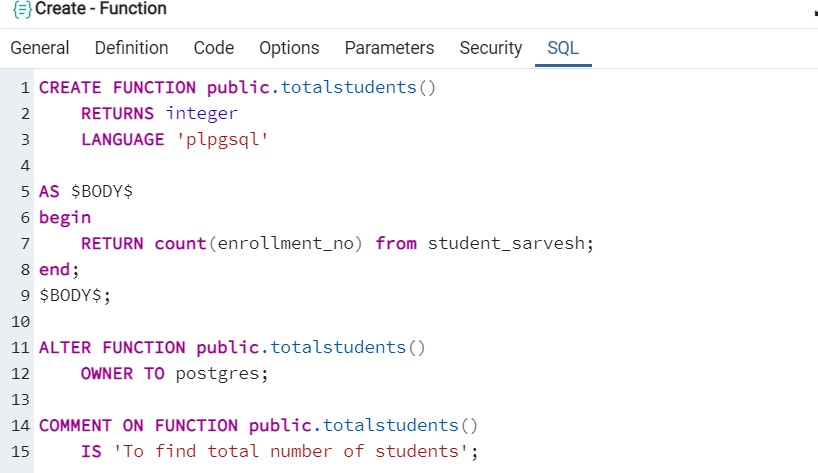 {=} Create - Function
General Definition Code Options Parameters Security SQL
1 CREATE FUNCTION public.totalstudents()
2 RETURNS integer
3 LANGUAGE 'plpgsql'
4
5 AS $BODY$
6 begin
7 RETURN count(enrollment_no) from student_sarvesh;
8 end;
9 $BODY$;
10
11 ALTER FUNCTION public.totalstudents()
12 OWNER TO postgres;
13
14 COMMENT ON FUNCTION public.totalstudents()
15 IS 'To find total number of students';